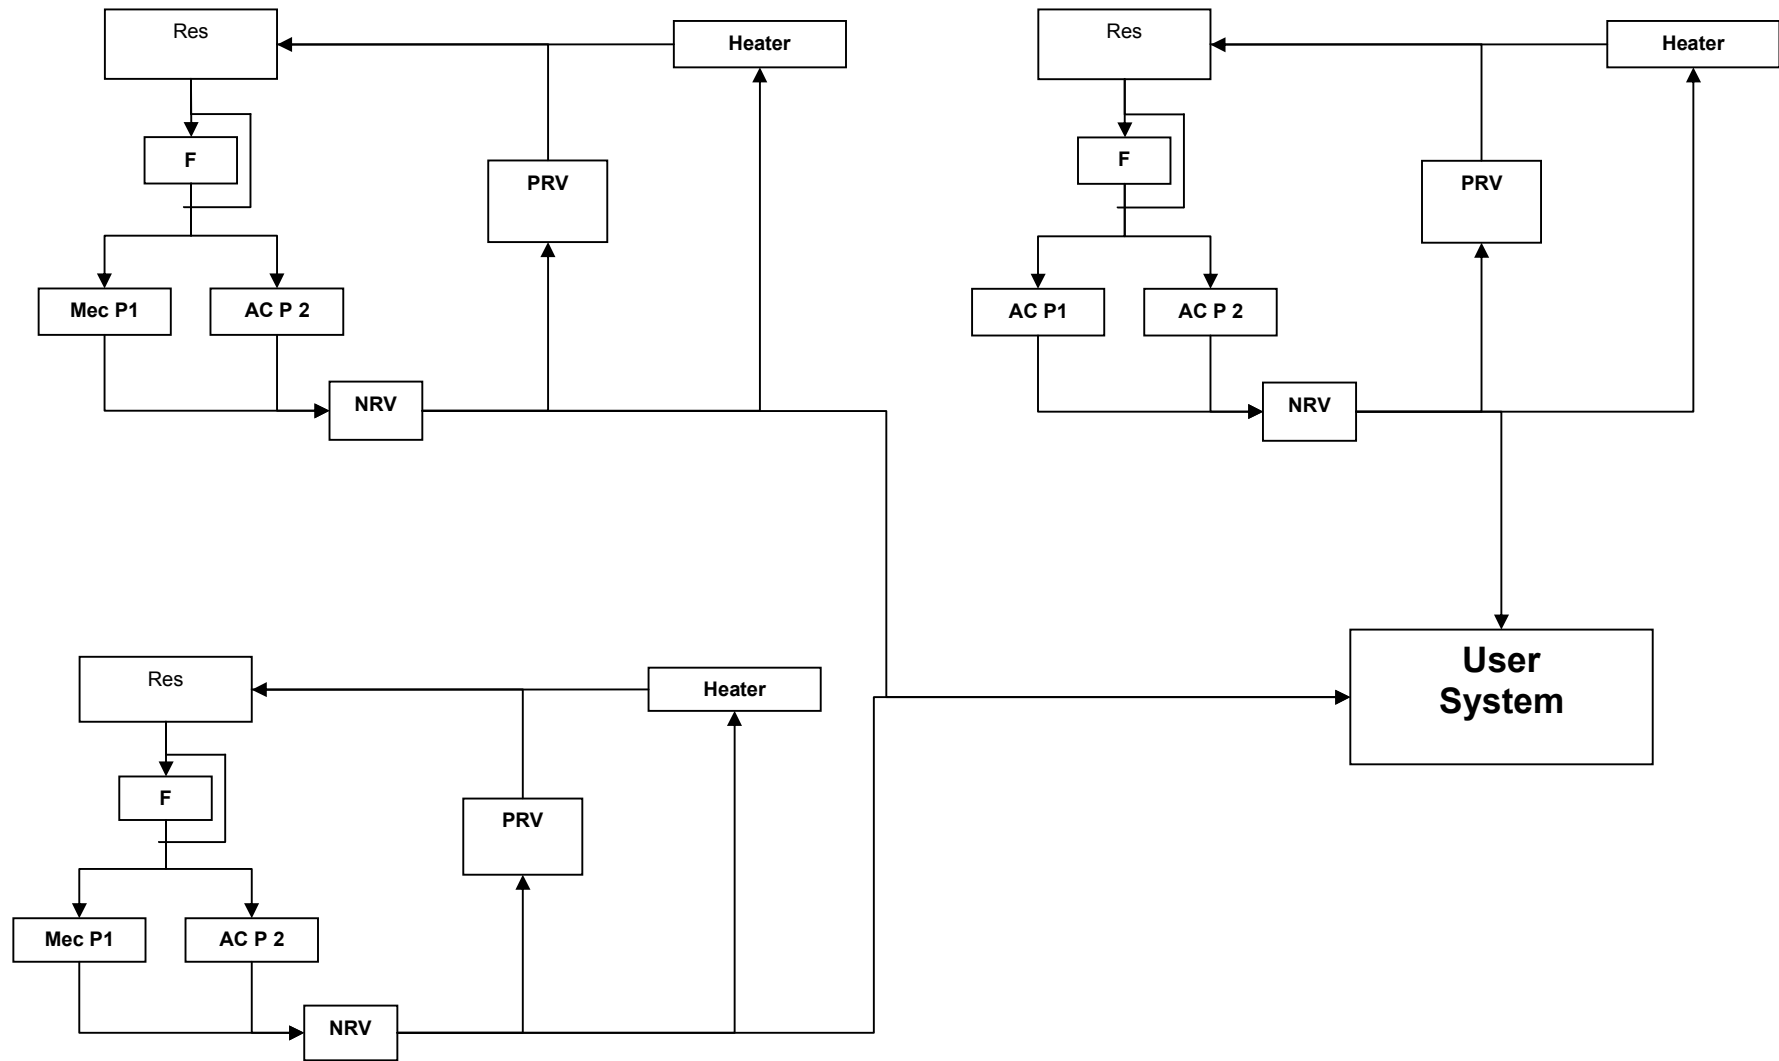 Res
Heater
F
PRV
Mec P1
AC P 2
NRV
Res
Heater
F
PRV
AC P1
AC P 2
NRV
User
System
Res
Heater
F
PRV
Mec P1
AC P 2
NRV